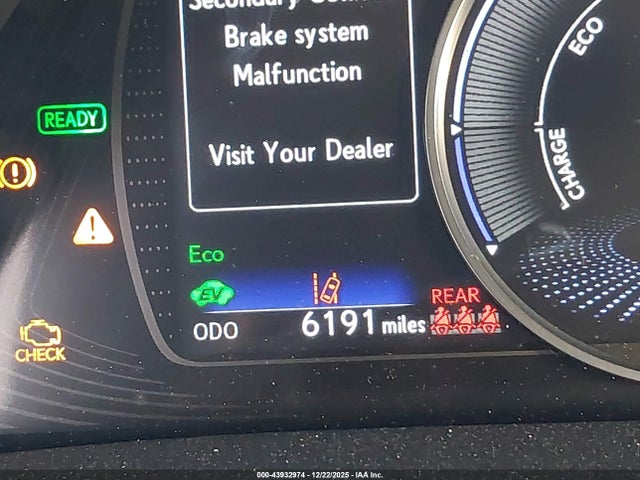 Secondary
Brake system
Malfunction
Visit Your Dealer
READY
ECO
CHARGE
Eco
EV
ODO 6191 miles
REAR
CHECK
000-43932974 - 12/22/2025 - IAA Inc.